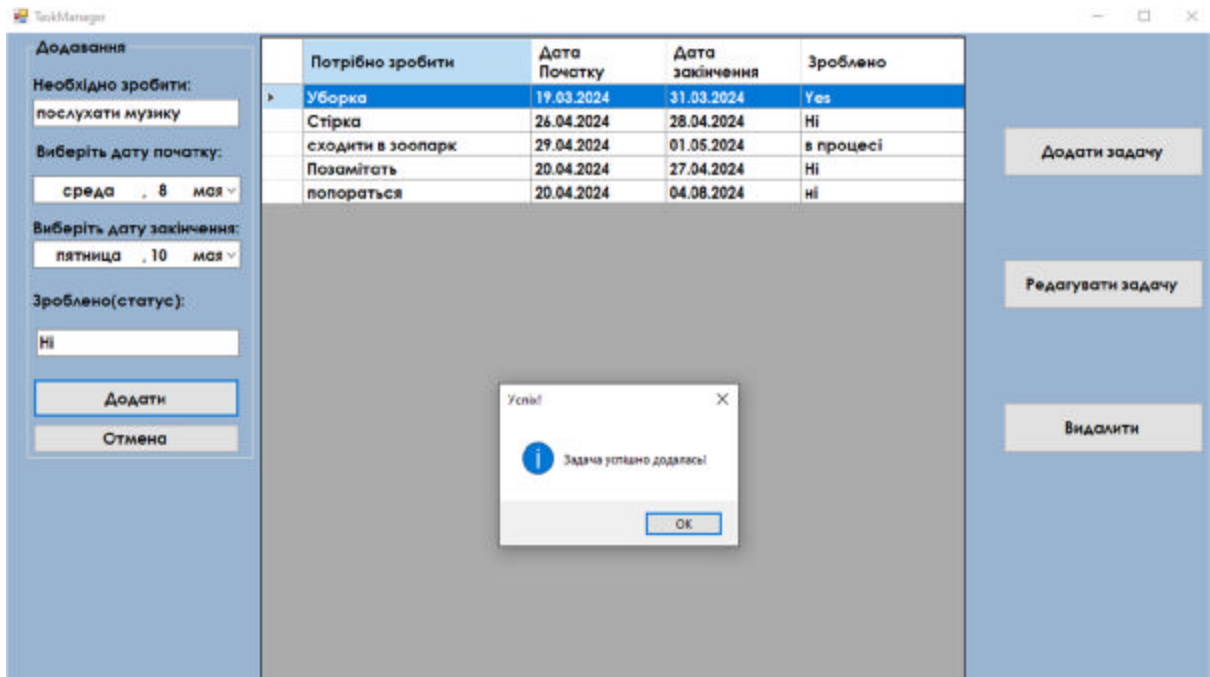 TaskManager
Додавання
Необхідно зробити:
послухати музику
Виберіть дату початку:
среда , 8 мая
Виберіть дату закінчення:
пятница , 10 мая
Зроблено(статус):
Ні
Додати
Отмена
Потрібно зробити Дата Початку Дата закінчення Зроблено
Уборка 19.03.2024 31.03.2024 Yes
Стірка 26.04.2024 28.04.2024 Ні
сходити в зоопарк 29.04.2024 01.05.2024 в процесі
Позамітать 20.04.2024 27.04.2024 Ні
попораться 20.04.2024 04.08.2024 ні
Успіх!
Задача успішно додалась!
OK
Додати задачу
Редагувати задачу
Видалити